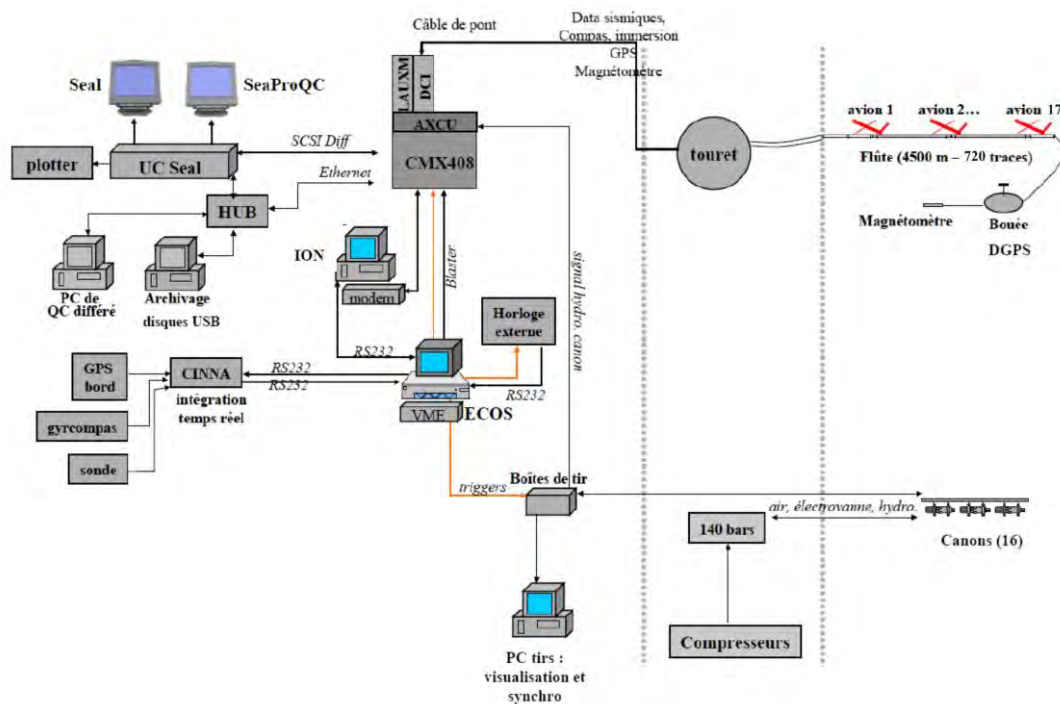 Câble de pont
Data sismiques,
Compas, immersion
GPS
Magnétomètre
Seal
SeaProQC
LAUXM
DCI
AXCU
CMX408
avion 1
avion 2…
avion 17
touret
Flûte (4500 m – 720 traces)
plotter
UC Seal
SCSI Diff
Ethernet
HUB
Magnétomètre
Bouée
DGPS
ION
modem
Blaster
signal hydro. canon
PC de
QC différé
Archivage
disques USB
Horloge
externe
RS232
GPS
bord
CINNA
RS232
RS232
RS232
intégration
temps réel
VME
ECOS
gyrcompas
sonde
triggers
Boîtes de tir
air, électrovanne, hydro.
140 bars
Canons (16)
Compresseurs
PC tirs :
visualisation et
synchro